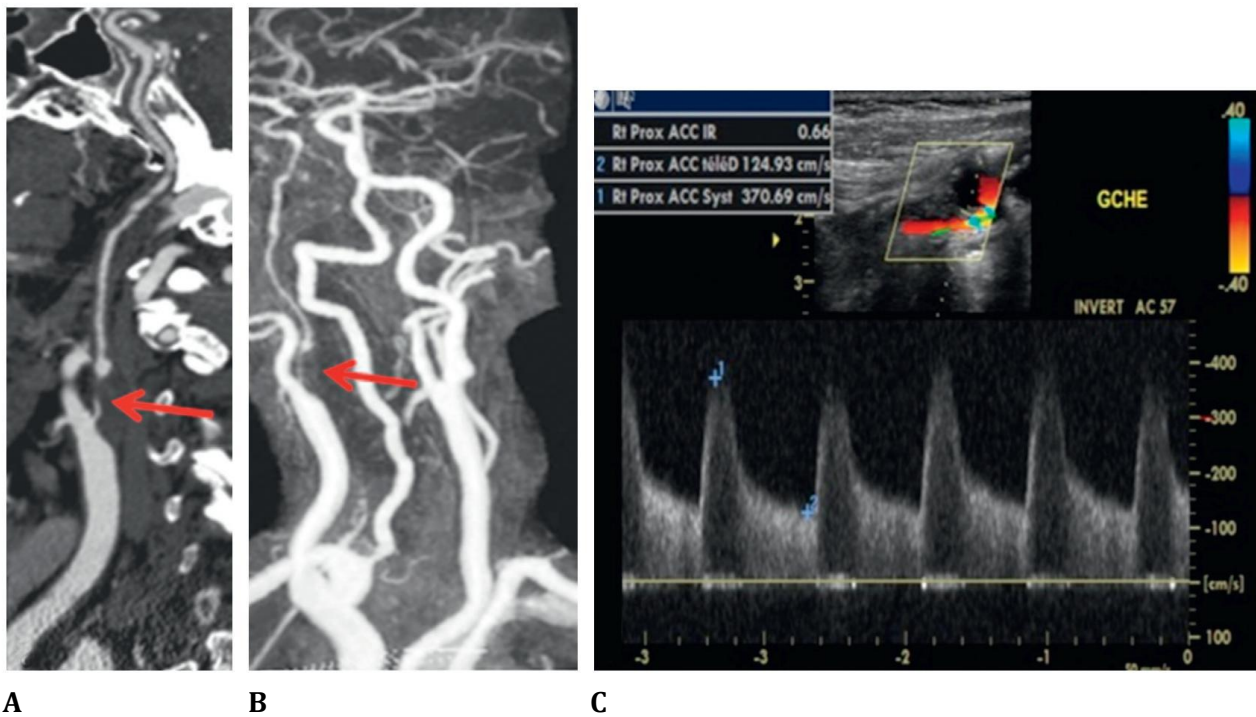 Rt Prox ACC IR 0.66
2 Rt Prox ACC téléD 124.93 cm/s
1 Rt Prox ACC Syst 370.69 cm/s
.40
GCHE
-.40
3
INVERT AC 57
1
2
-400
-300
-200
-100
[cm/s]
100
-3 -3 -2 -1 0
A B C